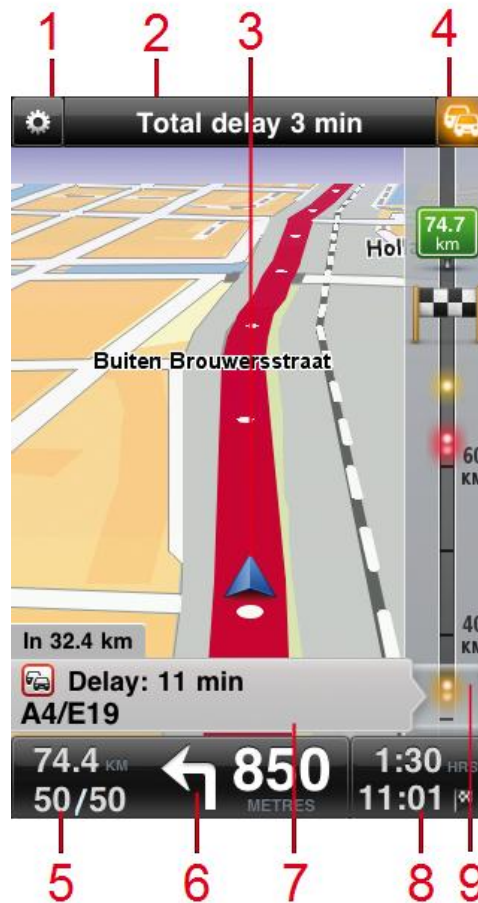 1 2 3 4
Total delay 3 min
74.7
km
Holl
Buiten Brouwersstraat
60
KM
In 32.4 km
40
KM
Delay: 11 min
A4/E19
74.4 KM
50/50
850
METRES
1:30 HRS
11:01
5 6 7 8 9